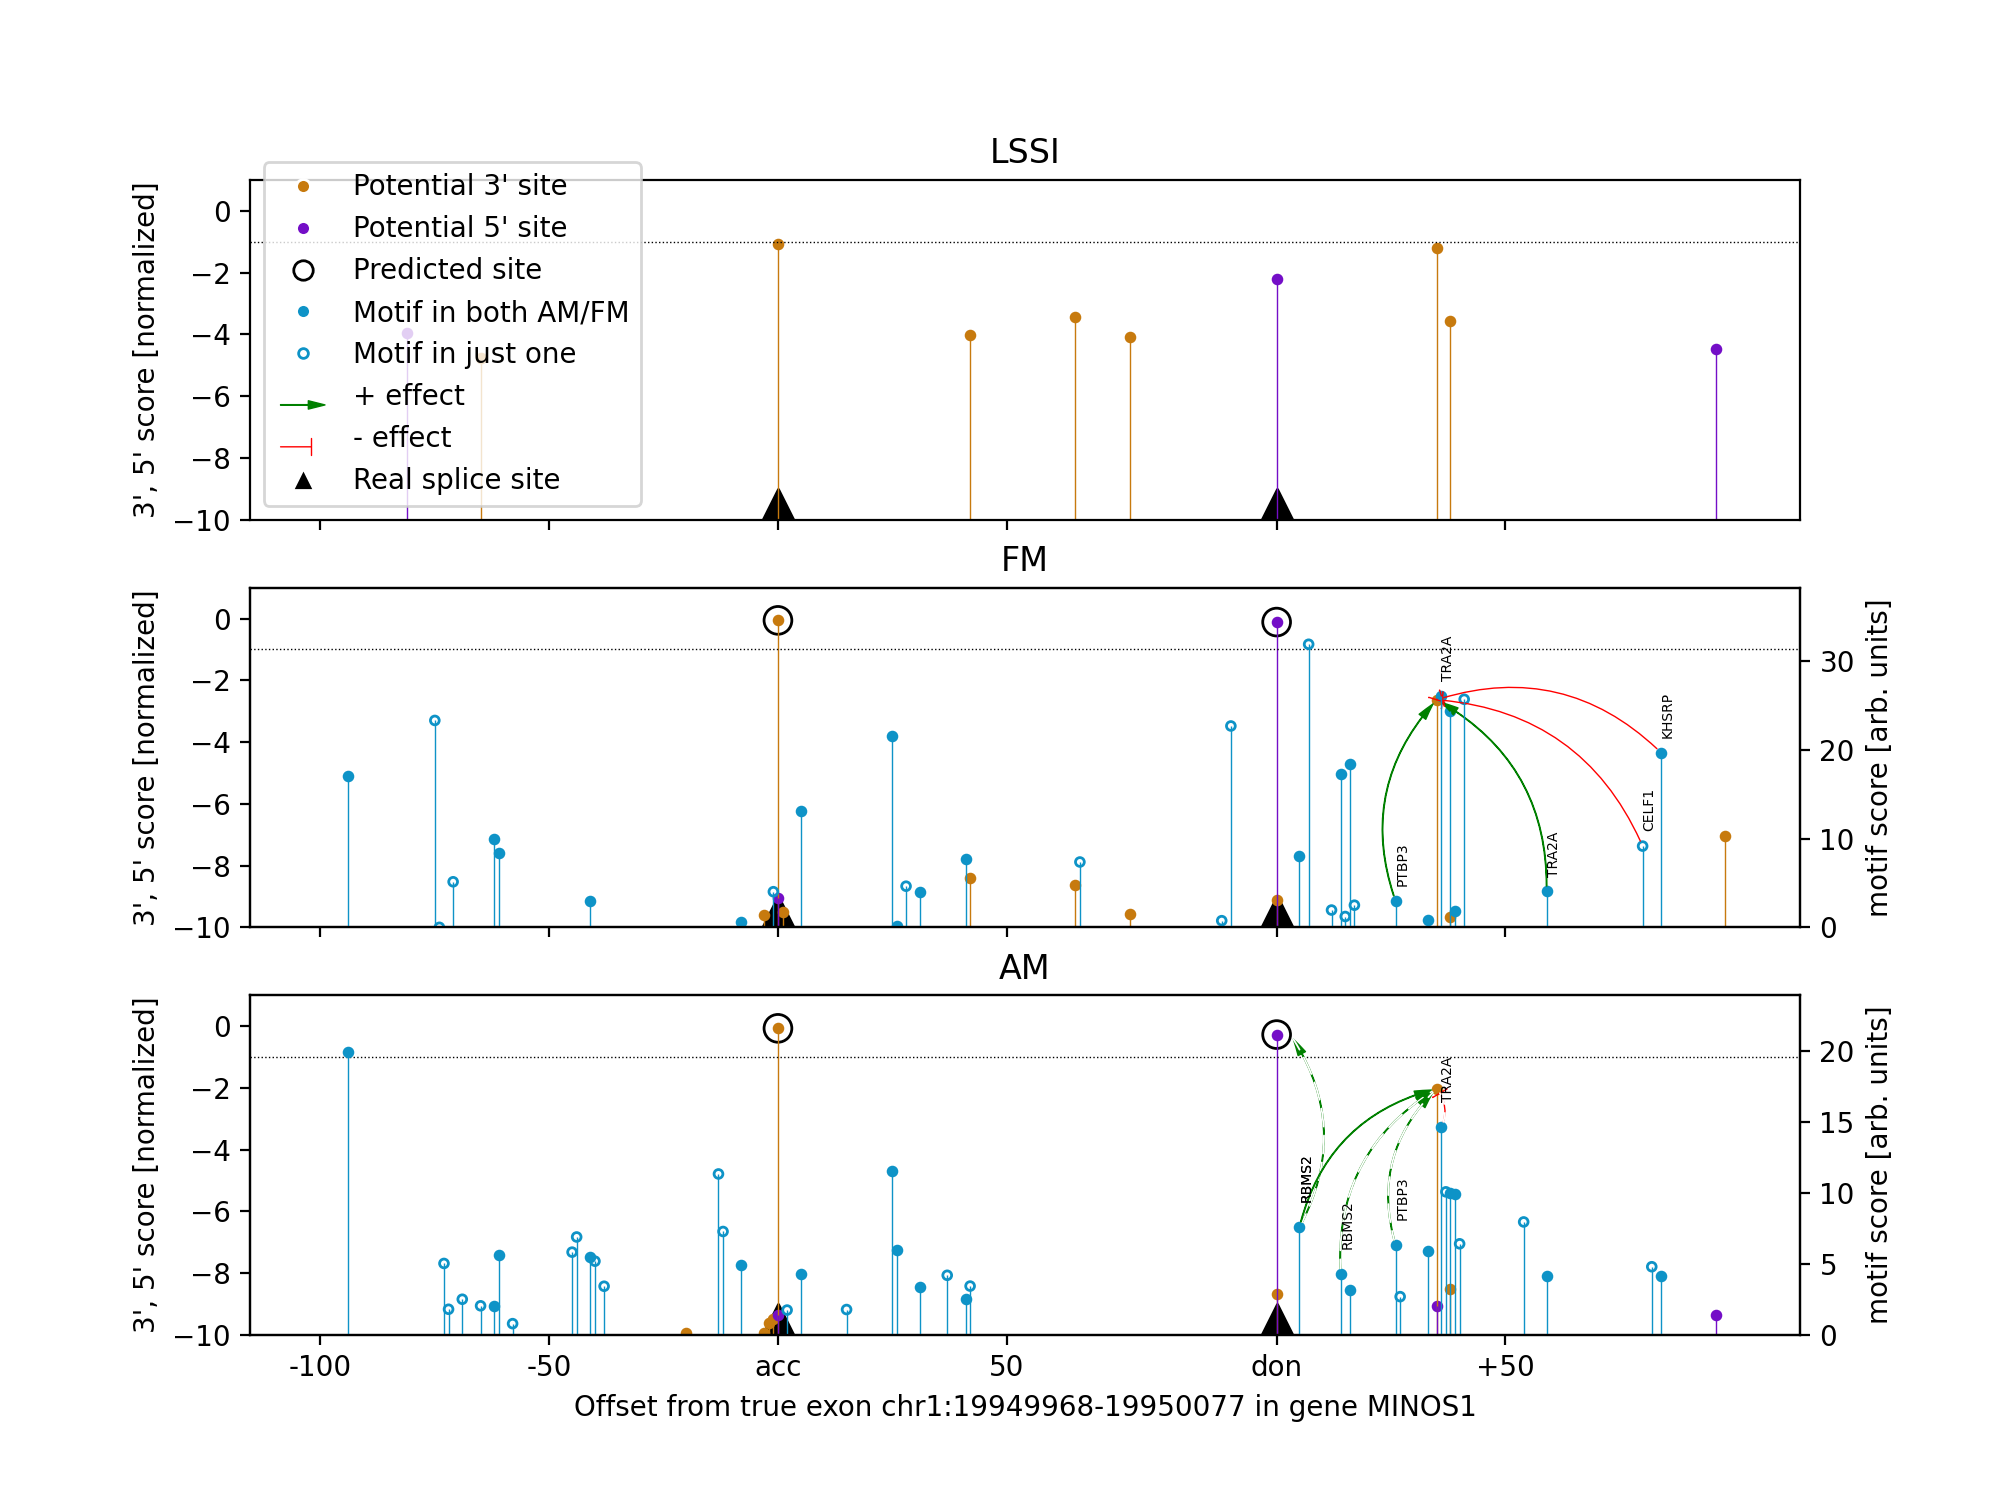 LSSI
3', 5' score [normalized]
0
−2
−4
−6
−8
−10
Potential 3' site
Potential 5' site
Predicted site
Motif in both AM/FM
Motif in just one
+ effect
- effect
Real splice site
FM
3', 5' score [normalized]
0
−2
−4
−6
−8
−10
TRA2A
KHSRP
CELF1
TRA2A
PTBP3
30
20
10
0
motif score [arb. units]
AM
3', 5' score [normalized]
0
−2
−4
−6
−8
−10
TRA2A
RBMS2
PTBP3
RBMS2
20
15
10
5
0
motif score [arb. units]
-100
-50
acc
50
don
+50
Offset from true exon chr1:19949968-19950077 in gene MINOS1